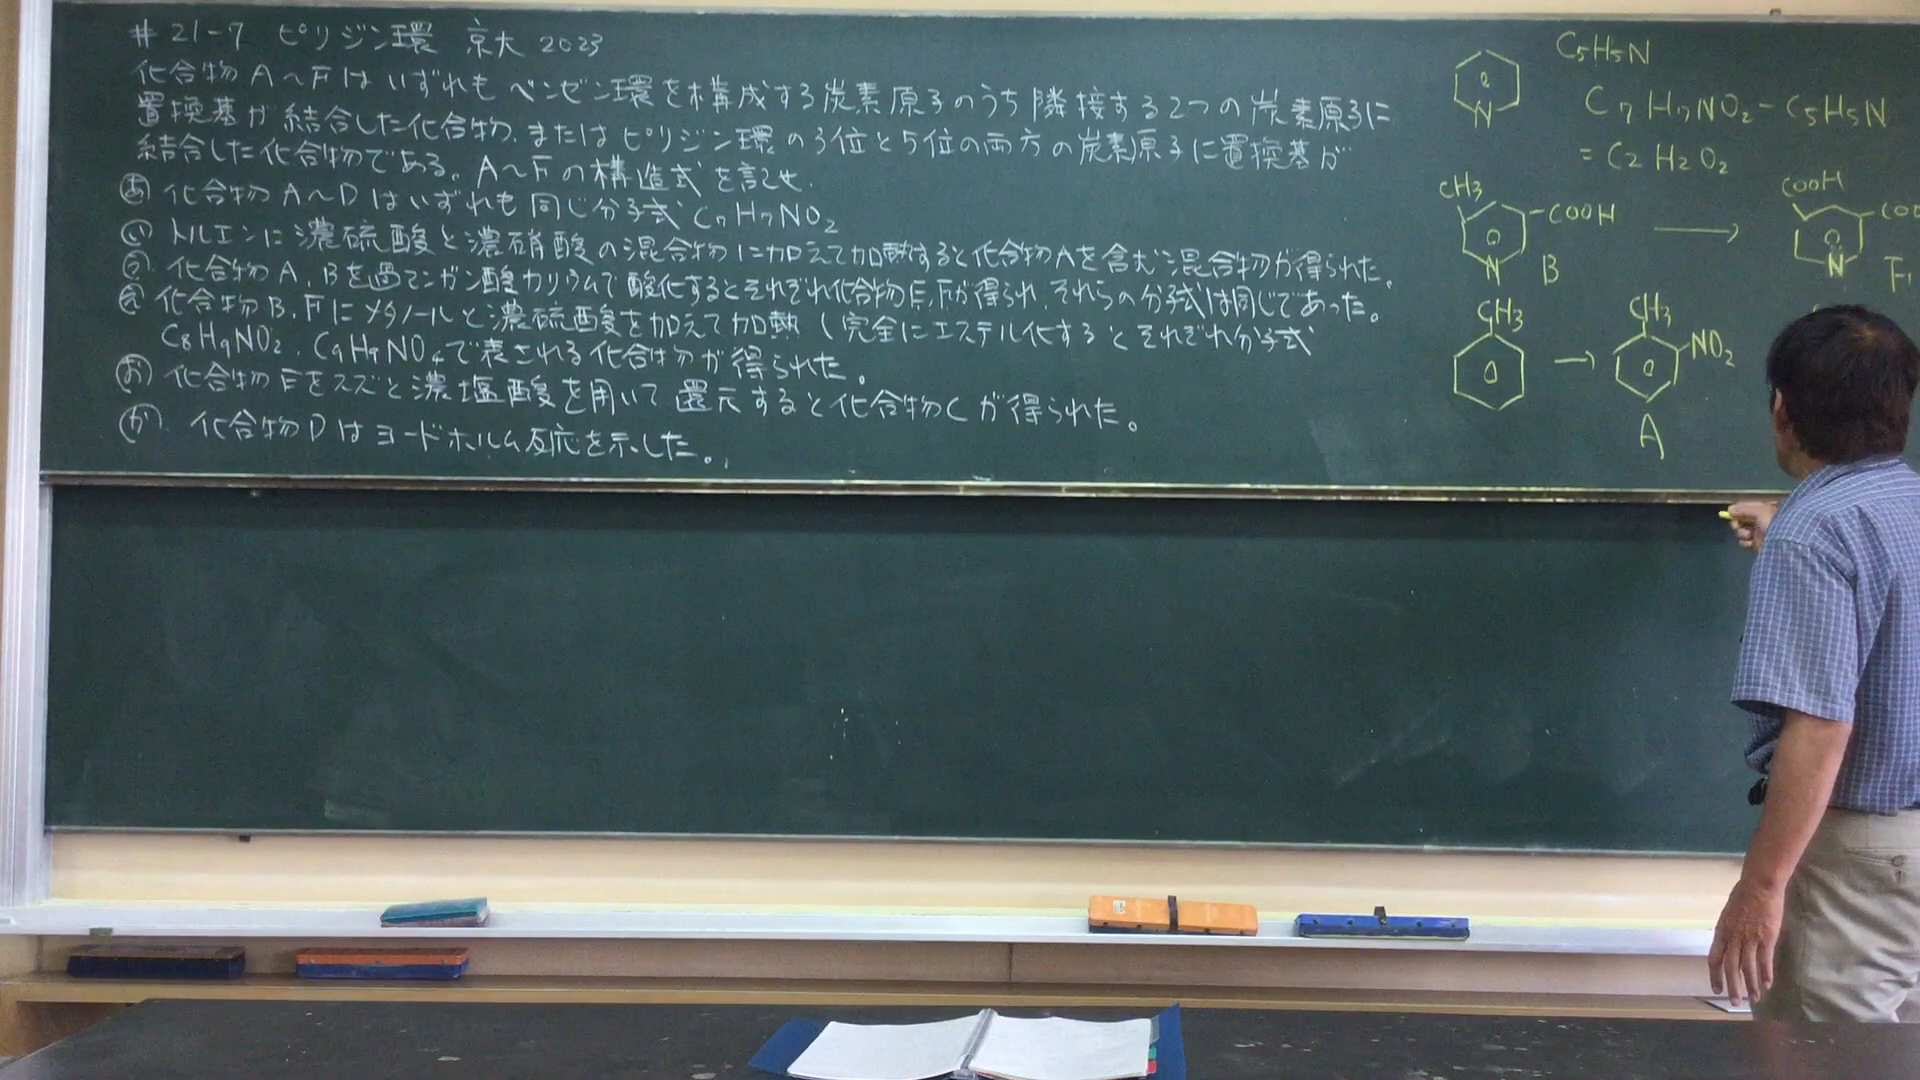 #21-7 ピリジン環 京大 2023
化合物A～Fはいずれもベンゼン環を構成する炭素原子のうち隣接する2つの炭素原子に
置換基が結合した化合物、またはピリジン環の3位と5位の両方の炭素原子に置換基が
結合した化合物である。A～Fの構造式を記せ.
(あ) 化合物A～Dはいずれも同じ分子式 C7H7NO2
(い) トルエンに濃硫酸と濃硝酸の混合物に加えて加熱すると化合物Aを含む混合物が得られた。
(う) 化合物A,Bを過マンガン酸カリウムで酸化するとそれぞれ化合物E,Fが得られ、それらの分子式は同じであった。
(え) 化合物B,Fにメタノールと濃硫酸を加えて加熱し完全にエステル化するとそれぞれ分子式
C8H9NO2、C9H9NO4で表される化合物が得られた。
(お) 化合物Eをスズと濃塩酸を用いて還元すると化合物Cが得られた。
(か) 化合物Dはヨードホルム反応を示した。
N
C5H5N
C7H7NO2-C5H5N
=C2H2O2
CH3
-COOH
N
B
COOH
N
F
CH3
CH3
NO2
A